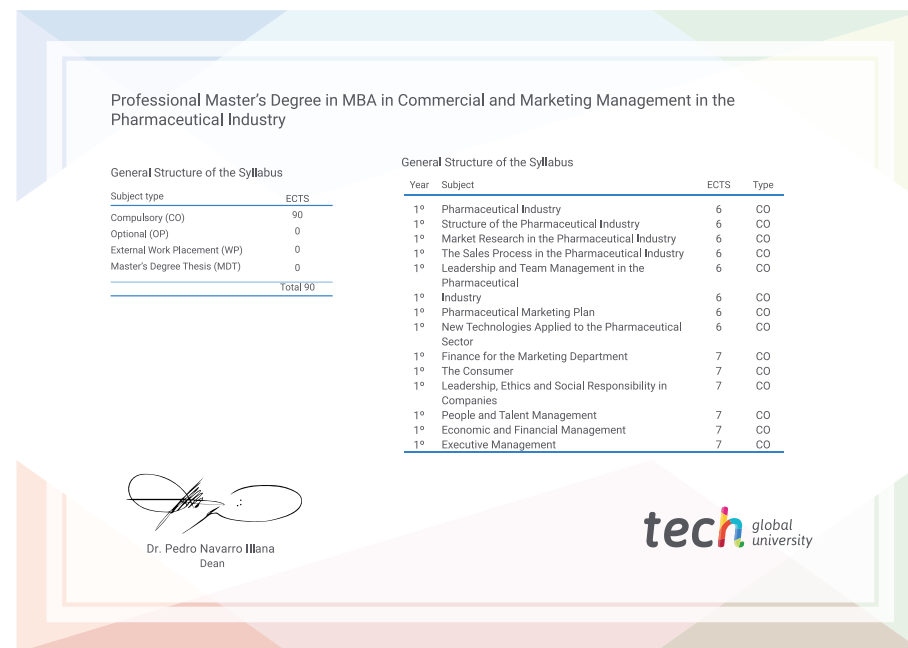 Professional Master's Degree in MBA in Commercial and Marketing Management in the
Pharmaceutical Industry
General Structure of the Syllabus
Subject type ECTS
Compulsory (CO) 90
Optional (OP) 0
External Work Placement (WP) 0
Master's Degree Thesis (MDT) 0
Total 90
General Structure of the Syllabus
Year Subject ECTS Type
1º Pharmaceutical Industry 6 CO
1º Structure of the Pharmaceutical Industry 6 CO
1º Market Research in the Pharmaceutical Industry 6 CO
1º The Sales Process in the Pharmaceutical Industry 6 CO
1º Leadership and Team Management in the 6 CO
Pharmaceutical
1º Industry 6 CO
1º Pharmaceutical Marketing Plan 6 CO
1º New Technologies Applied to the Pharmaceutical 6 CO
Sector
1º Finance for the Marketing Department 7 CO
1º The Consumer 7 CO
1º Leadership, Ethics and Social Responsibility in 7 CO
Companies
1º People and Talent Management 7 CO
1º Economic and Financial Management 7 CO
1º Executive Management 7 CO
Dr. Pedro Navarro Illana
Dean
tech global
university